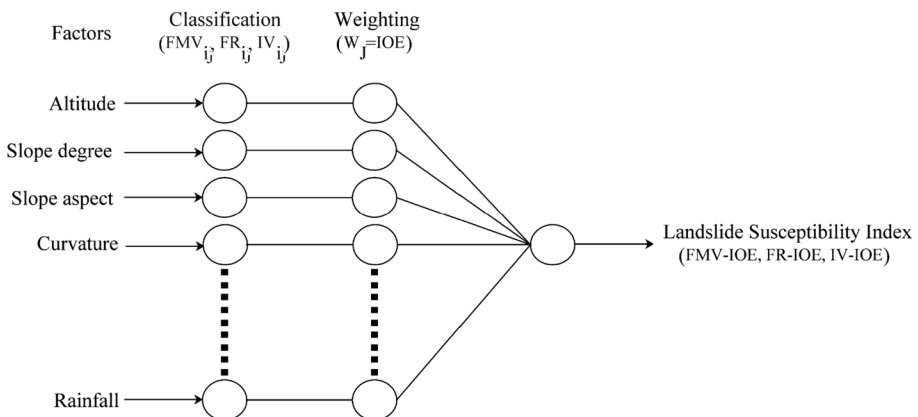 Factors
Classification
(FMVij, FRij, IVij)
Weighting
(WJ=IOE)
Altitude
Slope degree
Slope aspect
Curvature
Rainfall
Landslide Susceptibility Index
(FMV-IOE, FR-IOE, IV-IOE)